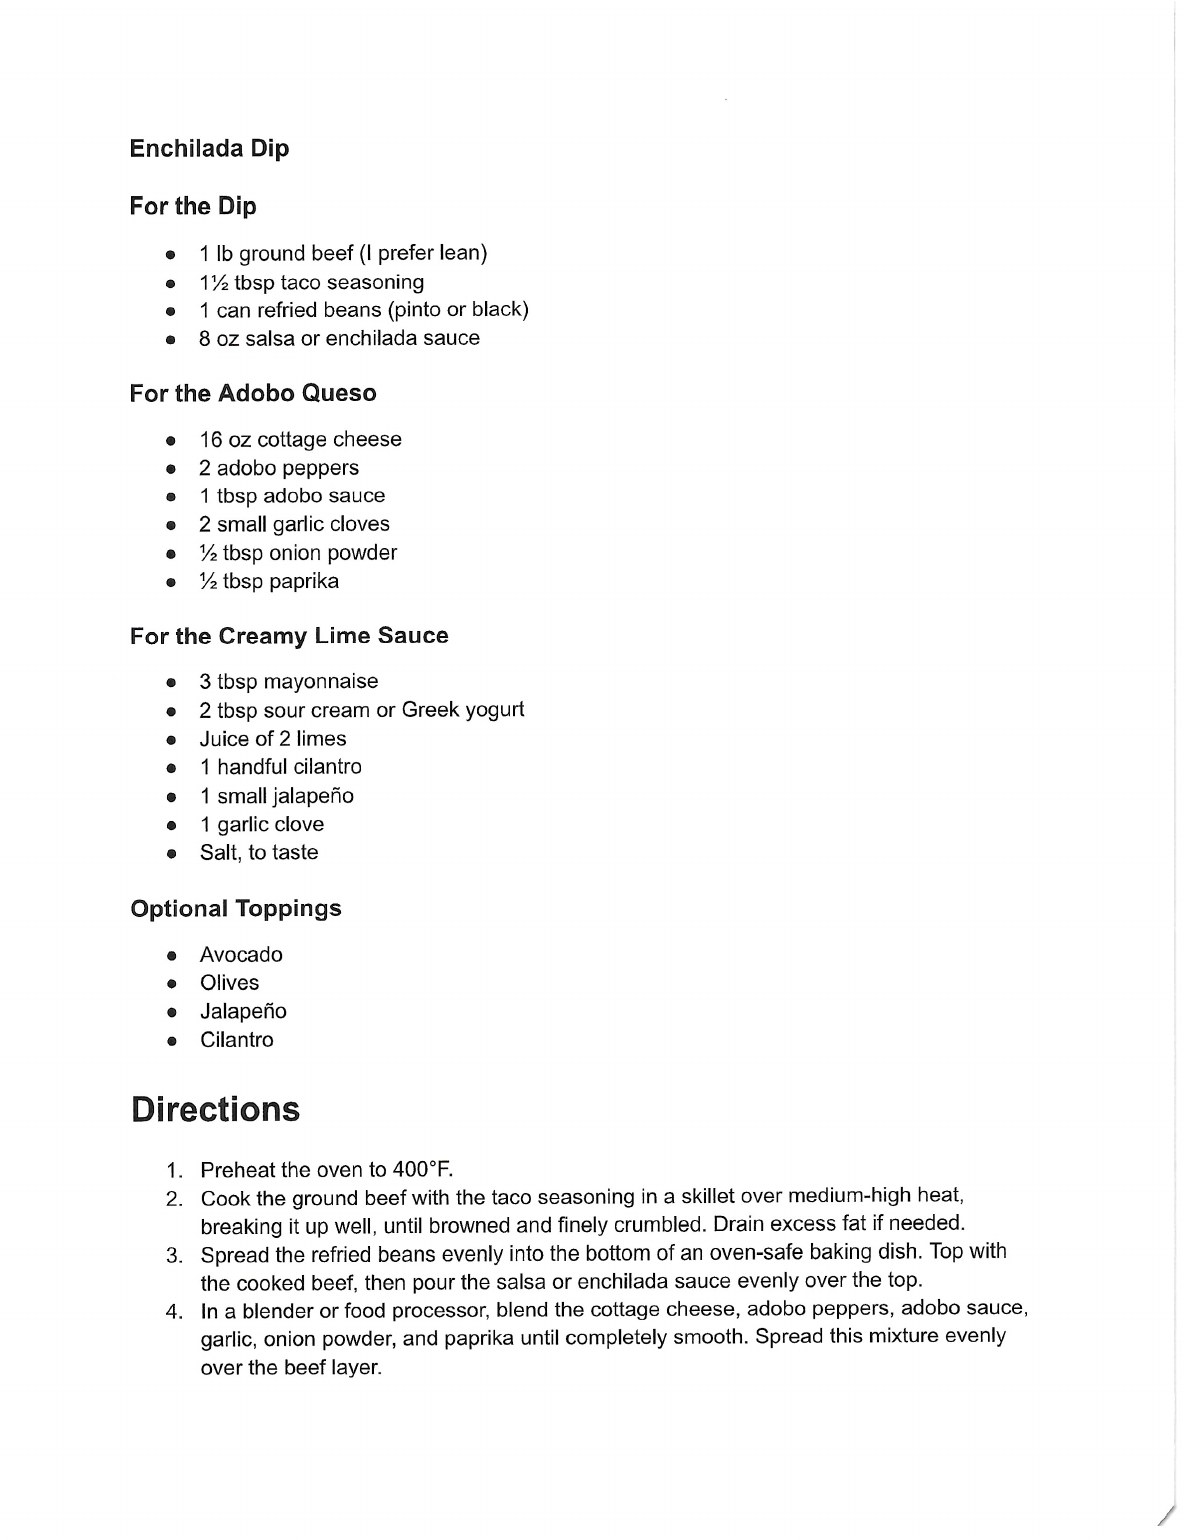 Enchilada Dip
For the Dip
● 1 lb ground beef (I prefer lean)
● 1½ tbsp taco seasoning
● 1 can refried beans (pinto or black)
● 8 oz salsa or enchilada sauce
For the Adobo Queso
● 16 oz cottage cheese
● 2 adobo peppers
● 1 tbsp adobo sauce
● 2 small garlic cloves
● ½ tbsp onion powder
● ½ tbsp paprika
For the Creamy Lime Sauce
● 3 tbsp mayonnaise
● 2 tbsp sour cream or Greek yogurt
● Juice of 2 limes
● 1 handful cilantro
● 1 small jalapeño
● 1 garlic clove
● Salt, to taste
Optional Toppings
● Avocado
● Olives
● Jalapeño
● Cilantro
Directions
1. Preheat the oven to 400°F.
2. Cook the ground beef with the taco seasoning in a skillet over medium-high heat,
breaking it up well, until browned and finely crumbled. Drain excess fat if needed.
3. Spread the refried beans evenly into the bottom of an oven-safe baking dish. Top with
the cooked beef, then pour the salsa or enchilada sauce evenly over the top.
4. In a blender or food processor, blend the cottage cheese, adobo peppers, adobo sauce,
garlic, onion powder, and paprika until completely smooth. Spread this mixture evenly
over the beef layer.